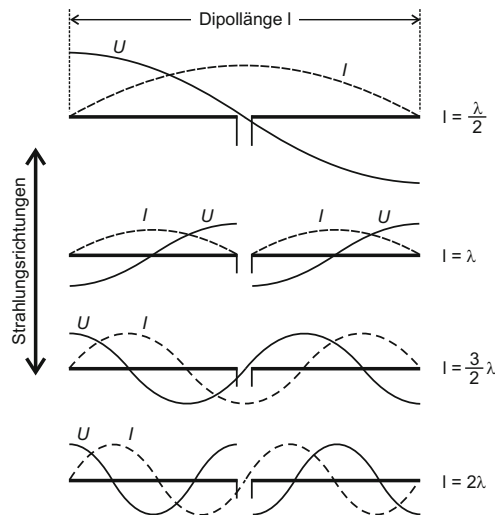 Dipollänge l
U
I
l = λ/2
Strahlungsrichtungen
I
U
I
U
l = λ
U
I
l = 3/2 λ
U
I
l = 2λ